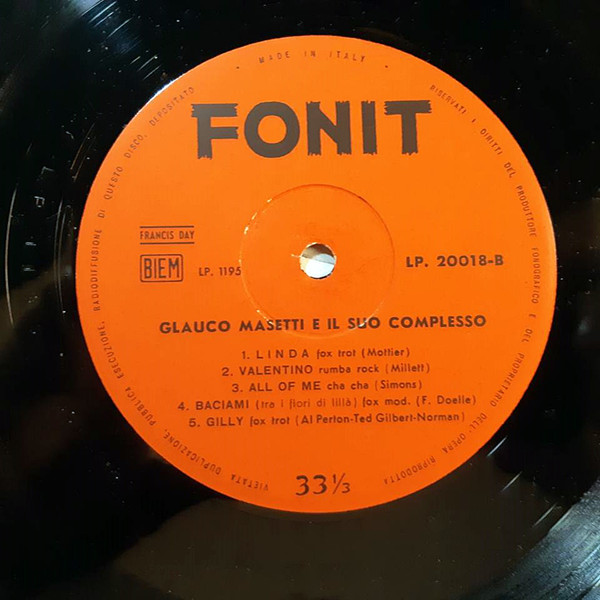 · MADE IN ITALY ·
RISERVATI I DIRITTI DEL PRODUTTORE FONOGRAFICO E DEL PROPRIETARIO DELL'OPERA RIPRODOTTA
VIETATA DUPLICAZIONE, PUBBLICA ESECUZIONE, RADIODIFFUSIONE DI QUESTO DISCO, DEPOSITATO
FONIT
FRANCIS DAY
BIEM
LP. 1195
LP. 20018-B
GLAUCO MASETTI E IL SUO COMPLESSO
1. LINDA fox trot (Mottier)
2. VALENTINO rumba rock (Millett)
3. ALL OF ME cha cha (Simons)
4. BACIAMI (tra i fiori di lillà) fox mod. (F. Doelle)
5. GILLY fox trot (Al Perton-Ted Gilbert-Norman)
33 1/3